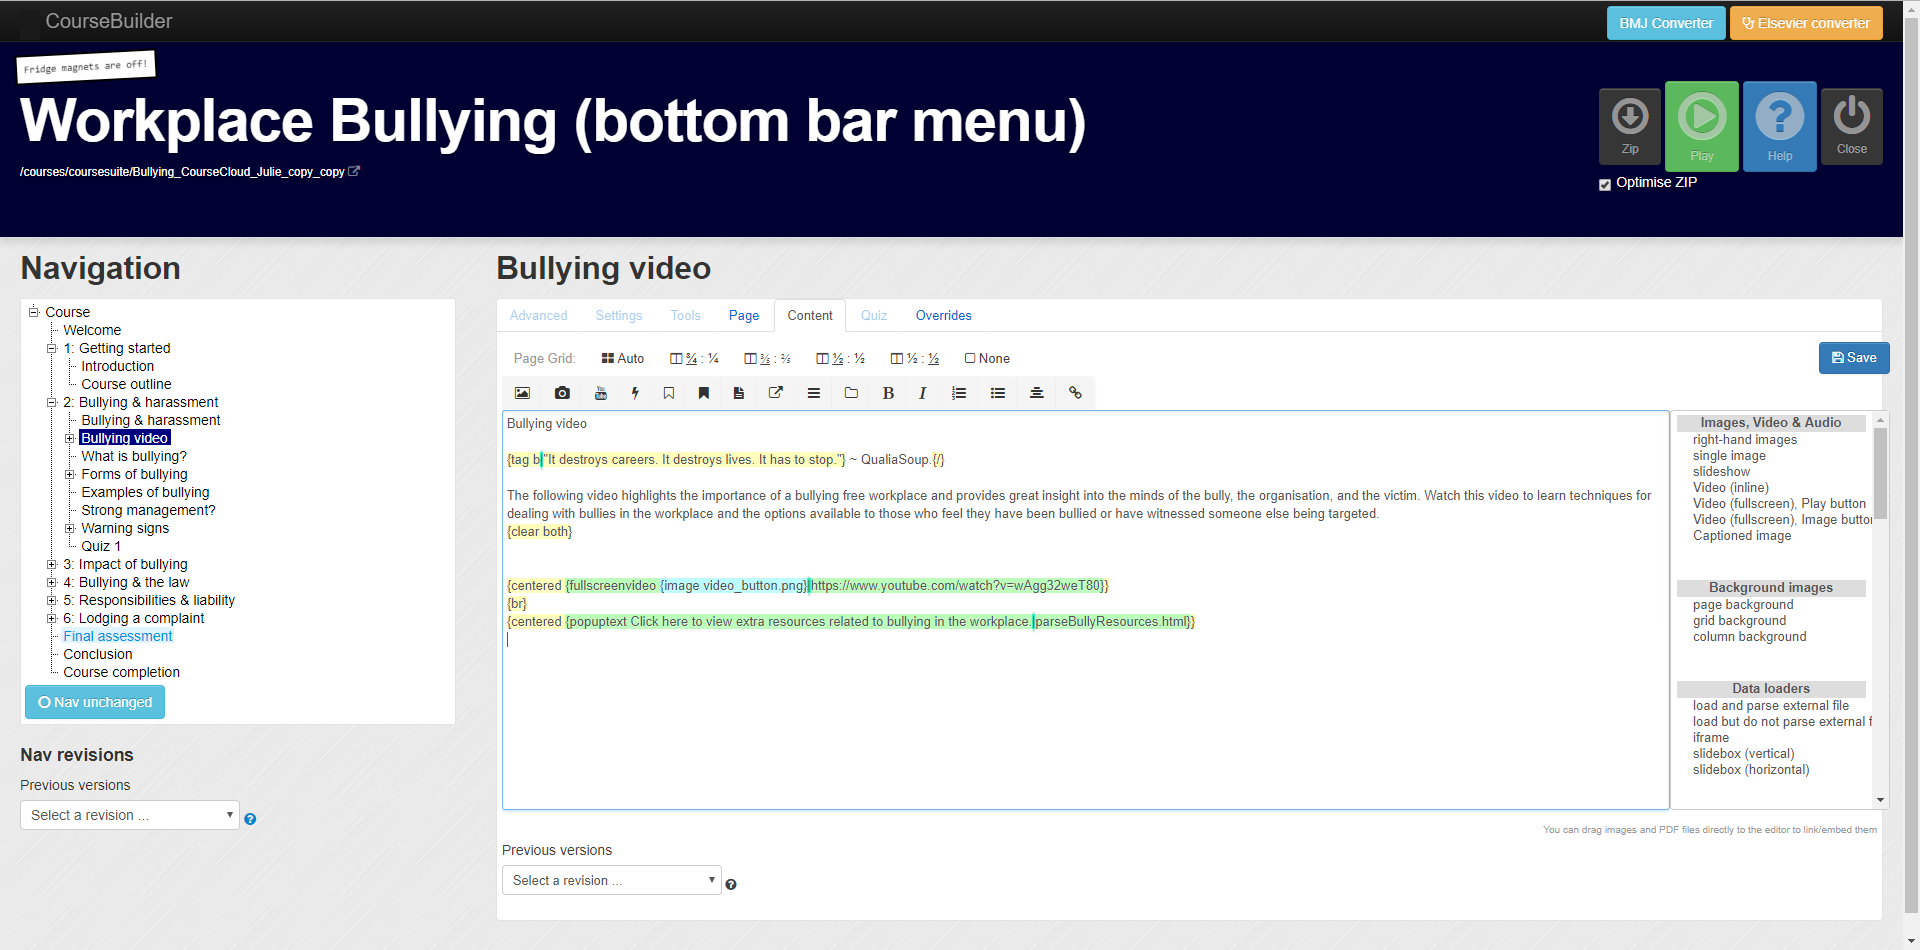 CourseBuilder
BMJ Converter
Elsevier converter
Fridge magnets are off!
Workplace Bullying (bottom bar menu)
/courses/coursesuite/Bullying_CourseCloud_Julie_copy_copy
Zip
Play
Help
Close
Optimise ZIP
Navigation
Course
Welcome
1: Getting started
Introduction
Course outline
2: Bullying & harassment
Bullying & harassment
Bullying video
What is bullying?
Forms of bullying
Examples of bullying
Strong management?
Warning signs
Quiz 1
3: Impact of bullying
4: Bullying & the law
5: Responsibilities & liability
6: Lodging a complaint
Final assessment
Conclusion
Course completion
Nav unchanged
Nav revisions
Previous versions
Select a revision ...
Bullying video
Advanced Settings Tools Page Content Quiz Overrides
Page Grid: Auto ¾ : ¼ ⅓ : ⅔ ½ : ½ ½ : ½ None
Save
You Tube B I
Bullying video
{tag b|"It destroys careers. It destroys lives. It has to stop."} ~ QualiaSoup.{/}
The following video highlights the importance of a bullying free workplace and provides great insight into the minds of the bully, the organisation, and the victim. Watch this video to learn techniques for
dealing with bullies in the workplace and the options available to those who feel they have been bullied or have witnessed someone else being targeted.
{clear both}
{centered {fullscreenvideo {image video_button.png}|https://www.youtube.com/watch?v=wAgg32weT80}}
{br}
{centered {popuptext Click here to view extra resources related to bullying in the workplace.|parseBullyResources.html}}
Images, Video & Audio
right-hand images
single image
slideshow
Video (inline)
Video (fullscreen), Play button
Video (fullscreen), Image button
Captioned image
Background images
page background
grid background
column background
Data loaders
load and parse external file
load but do not parse external f
iframe
slidebox (vertical)
slidebox (horizontal)
You can drag images and PDF files directly to the editor to link/embed them
Previous versions
Select a revision ...